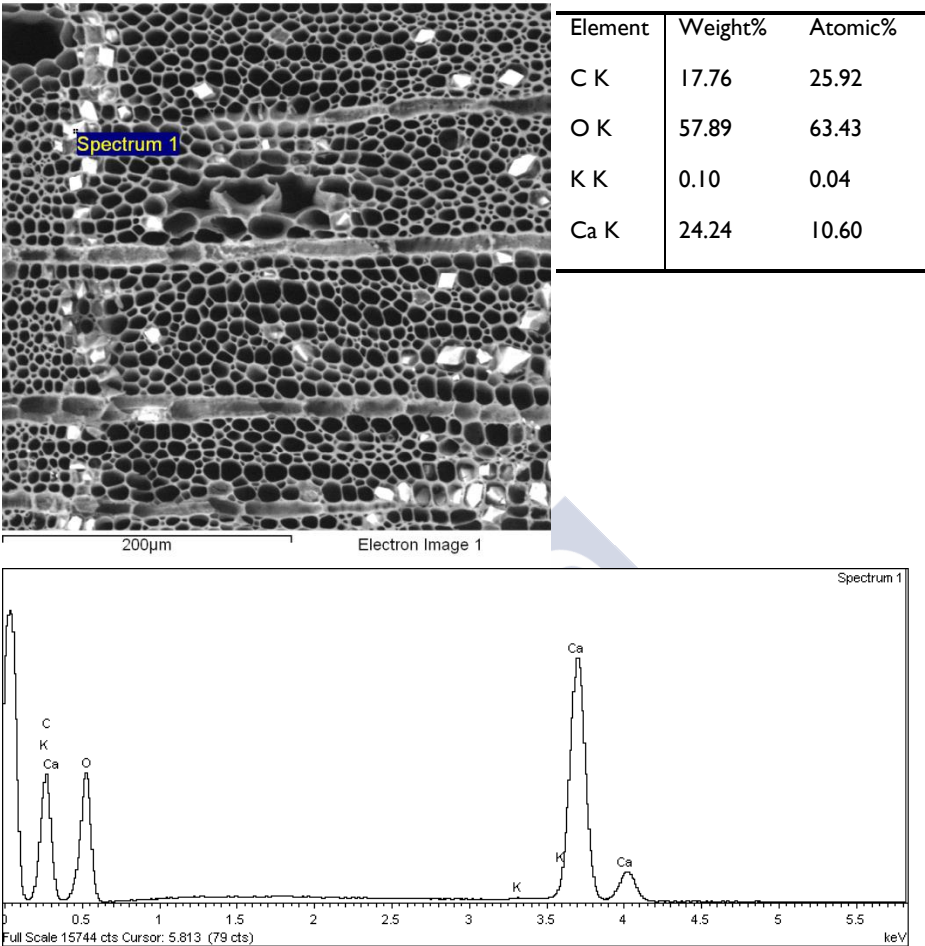 Element Weight% Atomic%
C K 17.76 25.92
O K 57.89 63.43
K K 0.10 0.04
Ca K 24.24 10.60
Spectrum 1
200µm Electron Image 1
Spectrum 1
Ca
C
K
Ca O
K Ca
K
0 0.5 1 1.5 2 2.5 3 3.5 4 4.5 5 5.5
Full Scale 15744 cts Cursor: 5.813 (79 cts) keV